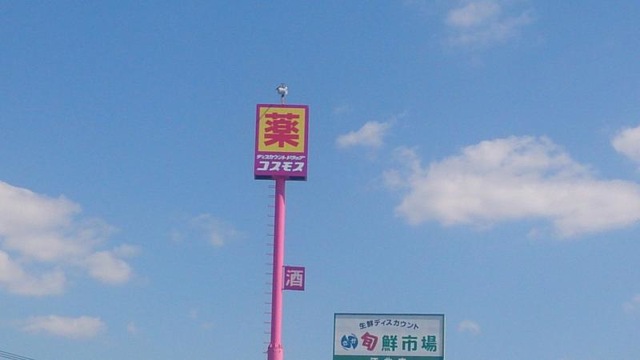 薬
ディスカウントドラッグ
コスモス
酒
生鮮ディスカウント
旬鮮市場